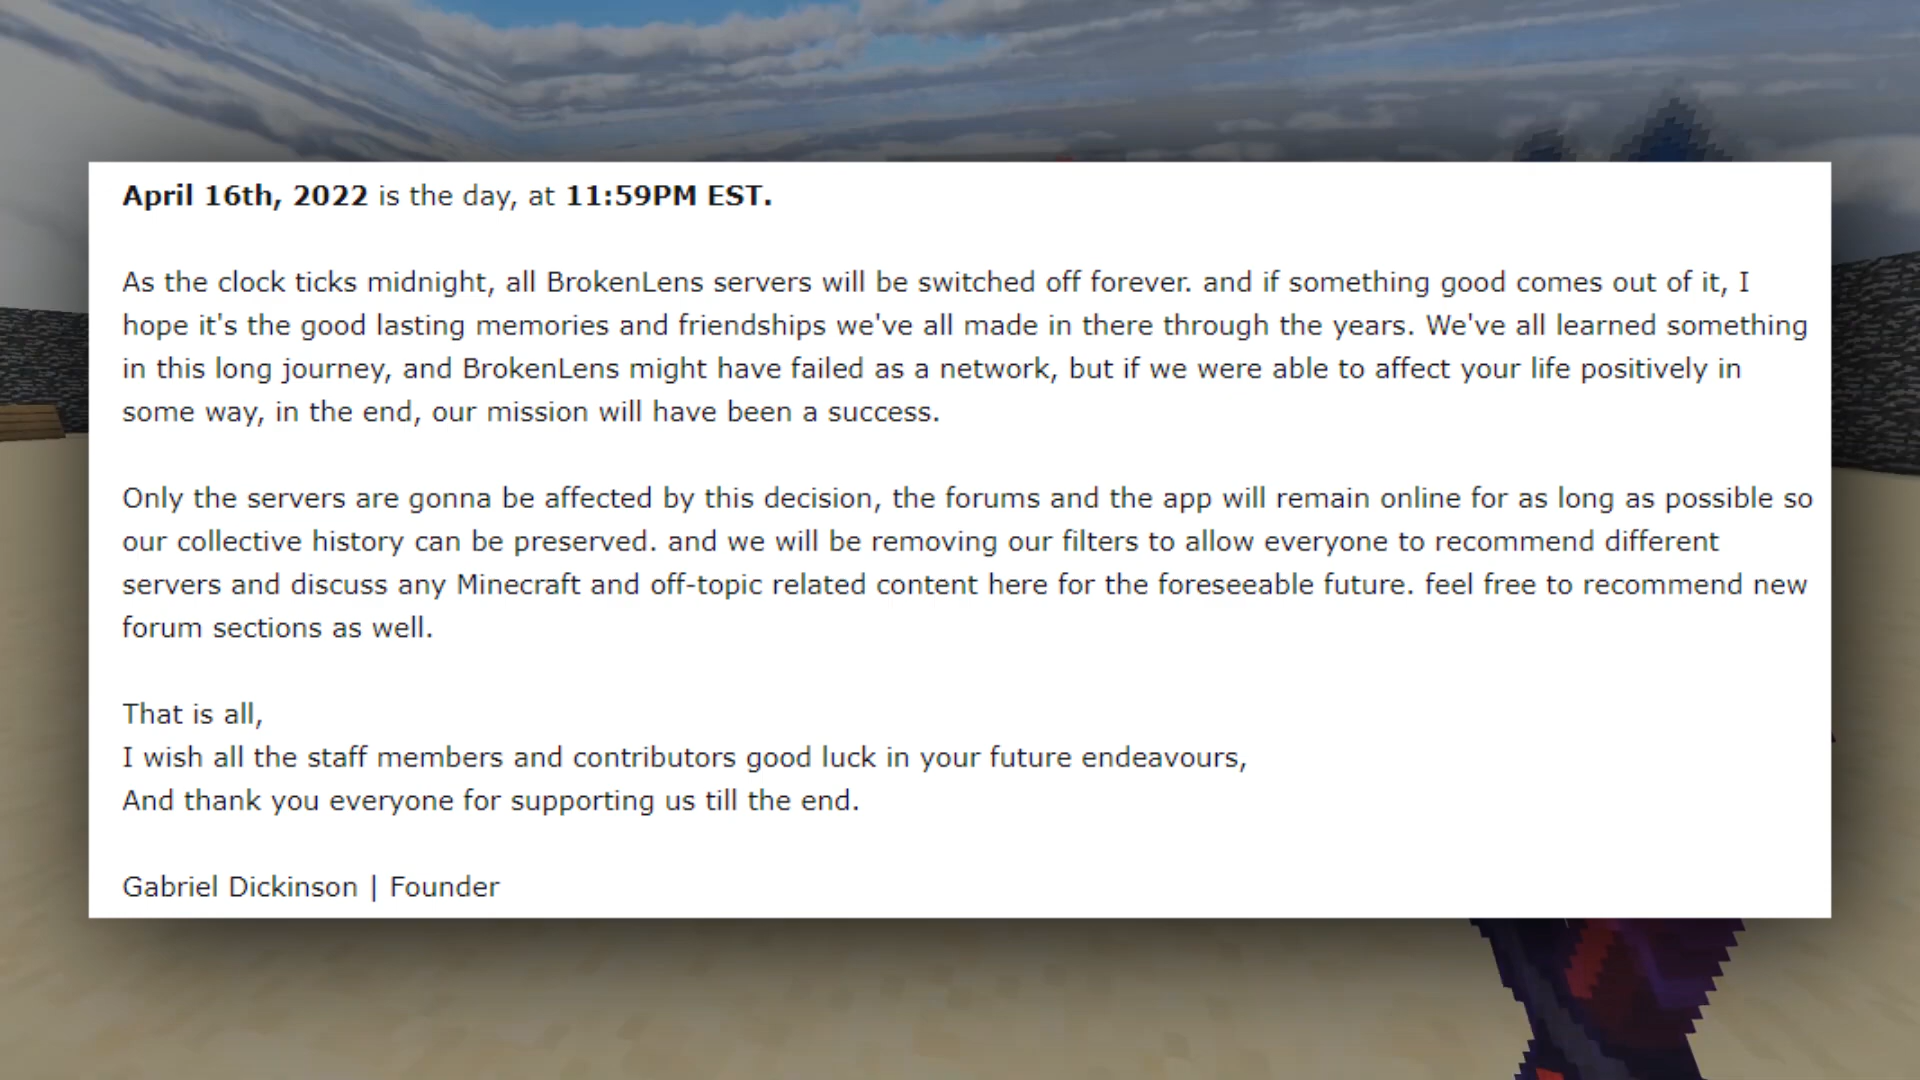 April 16th, 2022 is the day, at 11:59PM EST.
As the clock ticks midnight, all BrokenLens servers will be switched off forever. and if something good comes out of it, I
hope it's the good lasting memories and friendships we've all made in there through the years. We've all learned something
in this long journey, and BrokenLens might have failed as a network, but if we were able to affect your life positively in
some way, in the end, our mission will have been a success.
Only the servers are gonna be affected by this decision, the forums and the app will remain online for as long as possible so
our collective history can be preserved. and we will be removing our filters to allow everyone to recommend different
servers and discuss any Minecraft and off-topic related content here for the foreseeable future. feel free to recommend new
forum sections as well.
That is all,
I wish all the staff members and contributors good luck in your future endeavours,
And thank you everyone for supporting us till the end.
Gabriel Dickinson | Founder